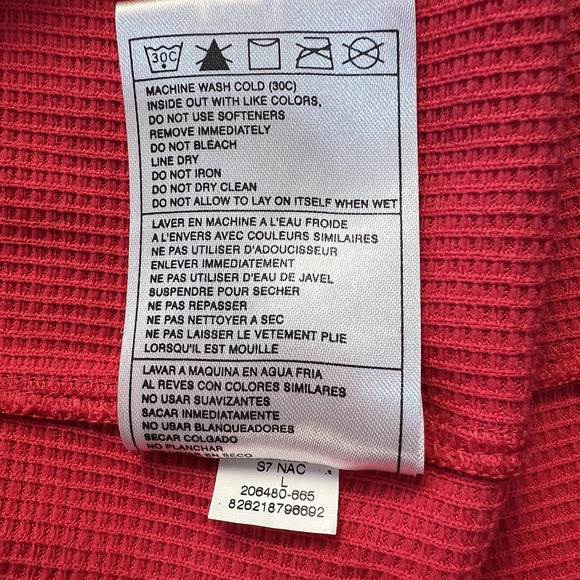 30C
MACHINE WASH COLD (30C)
INSIDE OUT WITH LIKE COLORS,
DO NOT USE SOFTENERS
REMOVE IMMEDIATELY
DO NOT BLEACH
LINE DRY
DO NOT IRON
DO NOT DRY CLEAN
DO NOT ALLOW TO LAY ON ITSELF WHEN WET
LAVER EN MACHINE A L'EAU FROIDE
A L'ENVERS AVEC COULEURS SIMILAIRES
NE PAS UTILISER D'ADOUCISSEUR
ENLEVER IMMEDIATEMENT
NE PAS UTILISER D'EAU DE JAVEL
SUSPENDRE POUR SECHER
NE PAS REPASSER
NE PAS NETTOYER A SEC
NE PAS LAISSER LE VETEMENT PLIE
LORSQU'IL EST MOUILLE
LAVAR A MAQUINA EN AGUA FRIA
AL REVES CON COLORES SIMILARES
NO USAR SUAVIZANTES
SACAR INMEDIATAMENTE
NO USAR BLANQUEADORES
SECAR COLGADO
NO PLANCHAR
EN SECO
S7 NAC
L
206480-665
826218796692